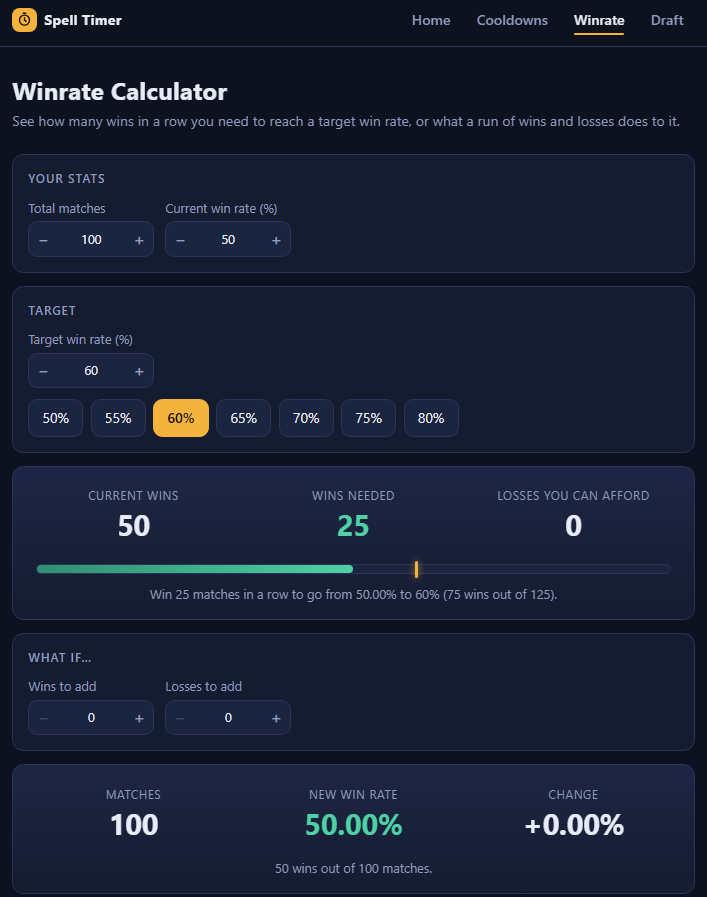 Spell Timer Home Cooldowns Winrate Draft
Winrate Calculator
See how many wins in a row you need to reach a target win rate, or what a run of wins and losses does to it.
YOUR STATS
Total matches Current win rate (%)
− 100 + − 50 +
TARGET
Target win rate (%)
− 60 +
50% 55% 60% 65% 70% 75% 80%
CURRENT WINS WINS NEEDED LOSSES YOU CAN AFFORD
50 25 0
Win 25 matches in a row to go from 50.00% to 60% (75 wins out of 125).
WHAT IF…
Wins to add Losses to add
− 0 + − 0 +
MATCHES NEW WIN RATE CHANGE
100 50.00% +0.00%
50 wins out of 100 matches.